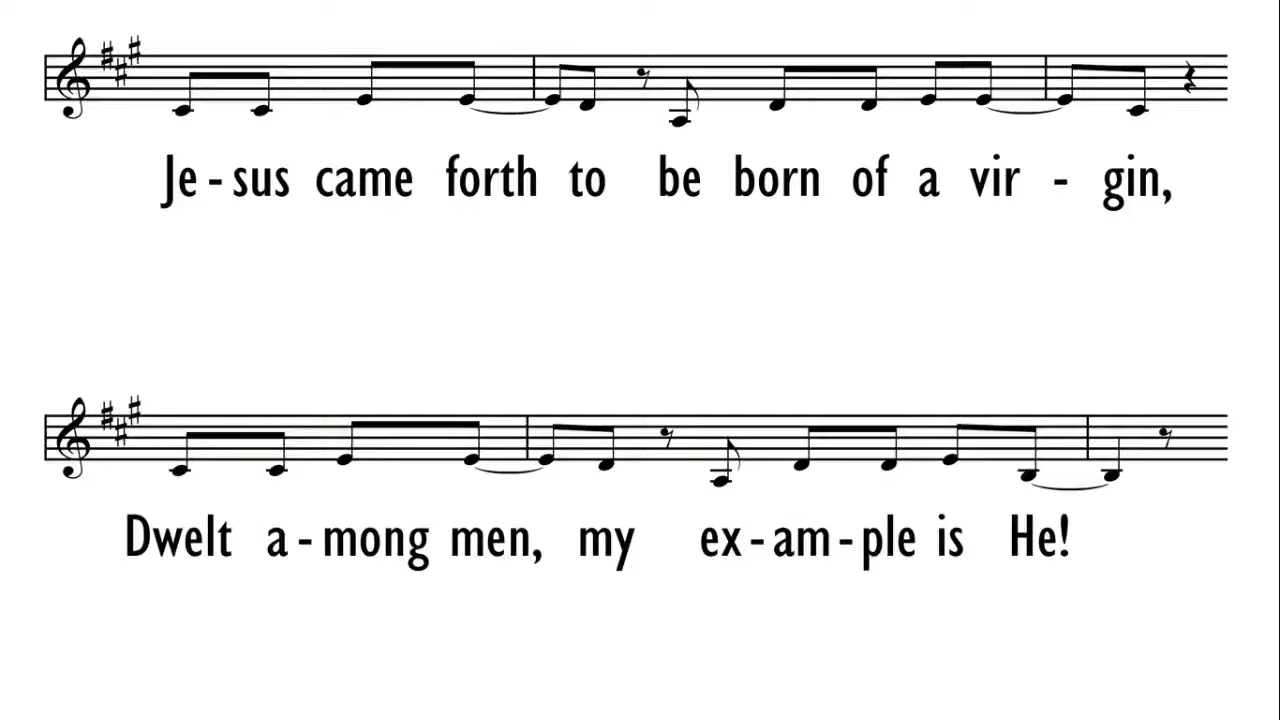 Je-sus came forth to be born of a vir - gin,
Dwelt a-mong men, my ex-am-ple is He!